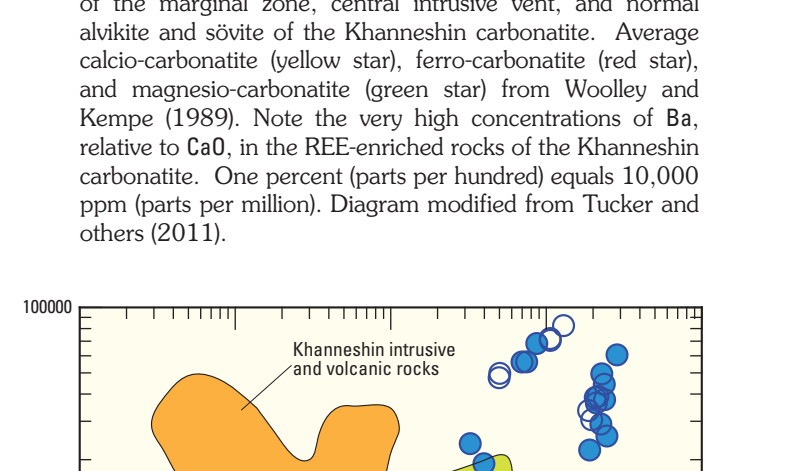 of the marginal zone, central intrusive vent, and normal
alvikite and sövite of the Khanneshin carbonatite. Average
calcio-carbonatite (yellow star), ferro-carbonatite (red star),
and magnesio-carbonatite (green star) from Woolley and
Kempe (1989). Note the very high concentrations of Ba,
relative to CaO, in the REE-enriched rocks of the Khanneshin
carbonatite. One percent (parts per hundred) equals 10,000
ppm (parts per million). Diagram modified from Tucker and
others (2011).
100000
Khanneshin intrusive
and volcanic rocks